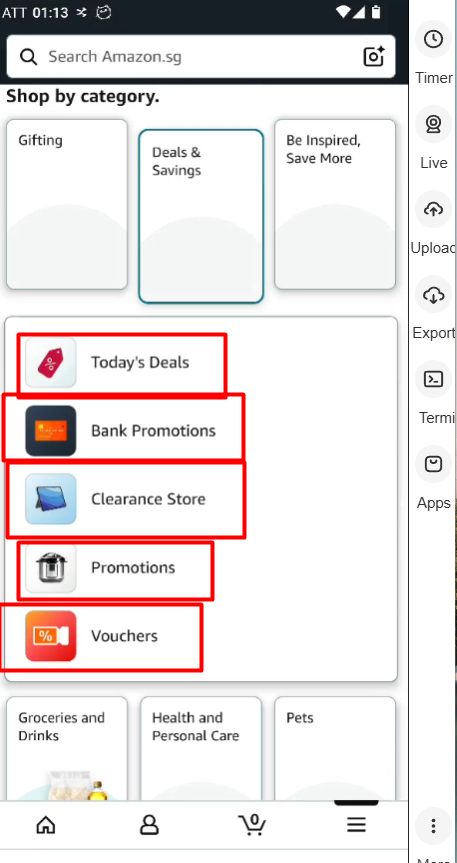 ATT 01:13
Search Amazon.sg
Shop by category.
Gifting
Deals &
Savings
Be Inspired,
Save More
Today's Deals
Bank Promotions
Clearance Store
Promotions
%
Vouchers
Groceries and
Drinks
Health and
Personal Care
Pets
0
Timer
Live
Upload
Export
Termi
Apps